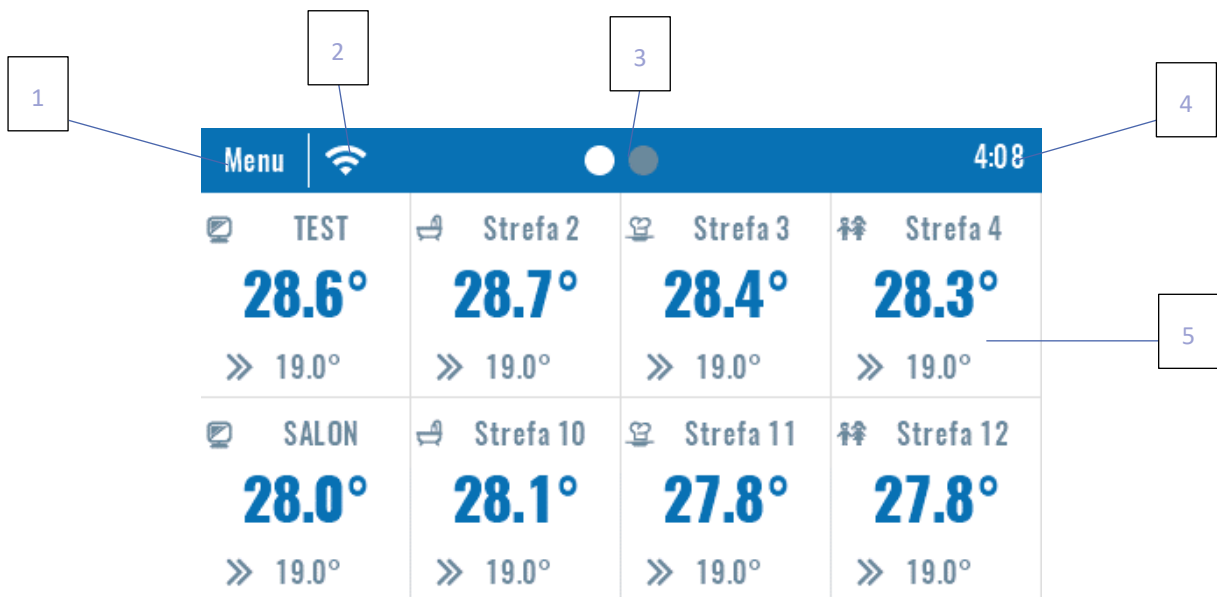 2
3
1
4
Menu
4:08
TEST Strefa 2 Strefa 3 Strefa 4
28.6° 28.7° 28.4° 28.3°
19.0° 19.0° 19.0° 19.0°
5
SALON Strefa 10 Strefa 11 Strefa 12
28.0° 28.1° 27.8° 27.8°
19.0° 19.0° 19.0° 19.0°